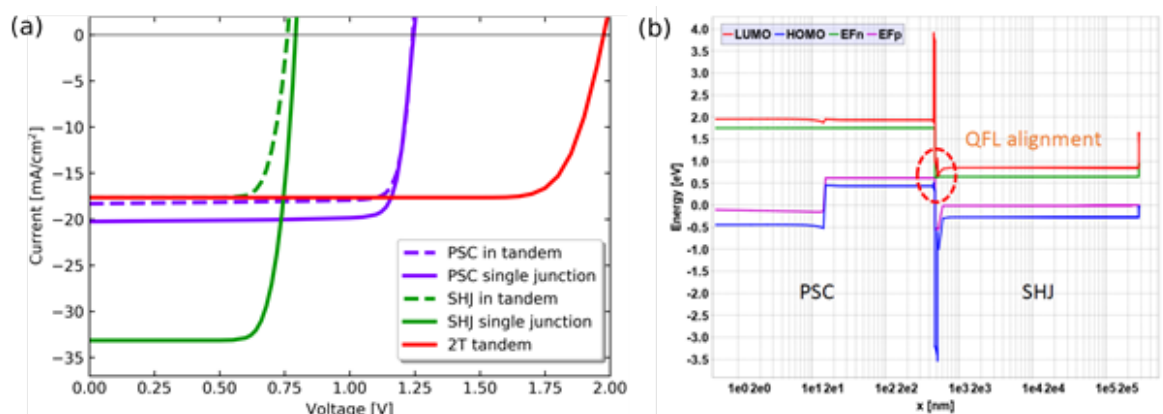 (a)
0
−5
−10
−15
−20
−25
−30
−35
Current [mA/cm²]
0.00 0.25 0.50 0.75 1.00 1.25 1.50 1.75 2.00
Voltage [V]
PSC in tandem
PSC single junction
SHJ in tandem
SHJ single junction
2T tandem
(b)
LUMO HOMO EFn EFp
4.0
3.5
3.0
2.5
2.0
1.5
1.0
0.5
0.0
-0.5
-1.0
-1.5
-2.0
-2.5
-3.0
-3.5
Energy [eV]
QFL alignment
PSC
SHJ
1e0 2e0 1e1 2e1 1e2 2e2 1e3 2e3 1e4 2e4 1e5 2e5
x [nm]